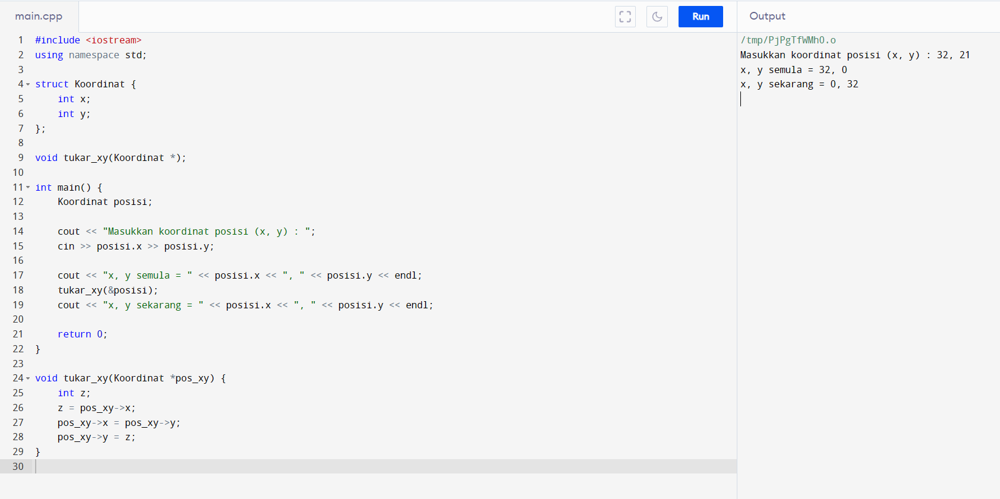 main.cpp
Run
Output
1 #include <iostream>
2 using namespace std;
3
4 struct Koordinat {
5     int x;
6     int y;
7 };
8
9 void tukar_xy(Koordinat *);
10
11 int main() {
12     Koordinat posisi;
13
14     cout << "Masukkan koordinat posisi (x, y) : ";
15     cin >> posisi.x >> posisi.y;
16
17     cout << "x, y semula = " << posisi.x << ", " << posisi.y << endl;
18     tukar_xy(&posisi);
19     cout << "x, y sekarang = " << posisi.x << ", " << posisi.y << endl;
20
21     return 0;
22 }
23
24 void tukar_xy(Koordinat *pos_xy) {
25     int z;
26     z = pos_xy->x;
27     pos_xy->x = pos_xy->y;
28     pos_xy->y = z;
29 }
30
/tmp/PjPgTfWMh0.o
Masukkan koordinat posisi (x, y) : 32, 21
x, y semula = 32, 0
x, y sekarang = 0, 32